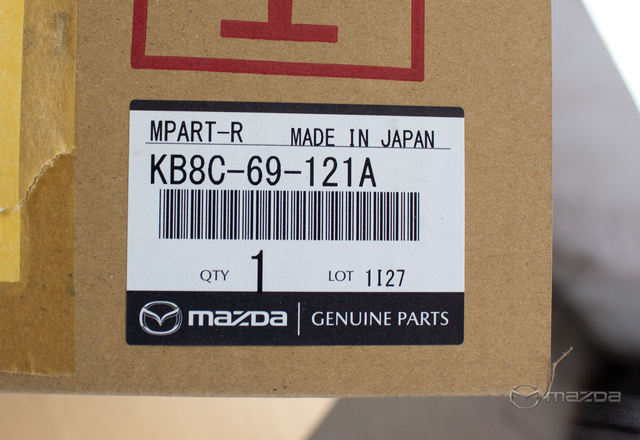 MPART-R MADE IN JAPAN
KB8C-69-121A
QTY 1 LOT 1I27
mazda | GENUINE PARTS
mazda